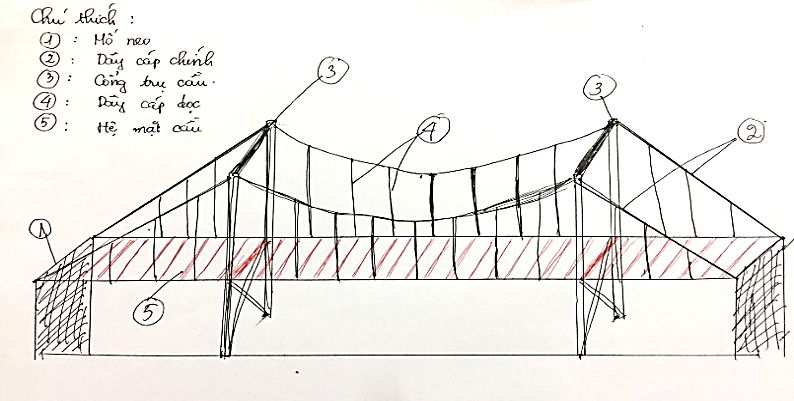 Chú thích :
① : Mố neo
② : Dây cáp chính
③ : Cổng trụ cầu.
④ : Dây cáp dọc
⑤ : Hệ mặt cầu
③
③
④
②
①
⑤